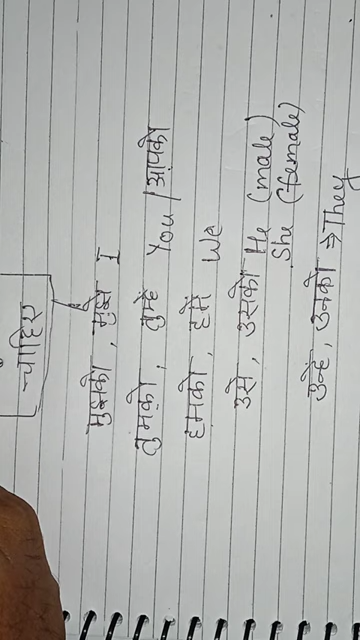 चाहिए
मुझको, मुझे I
तुमको, तुम्हे You/आपको
हमको, हमें We
उसे, उसको He (male)
She (female)
उन्हे, उनको ⇒ They